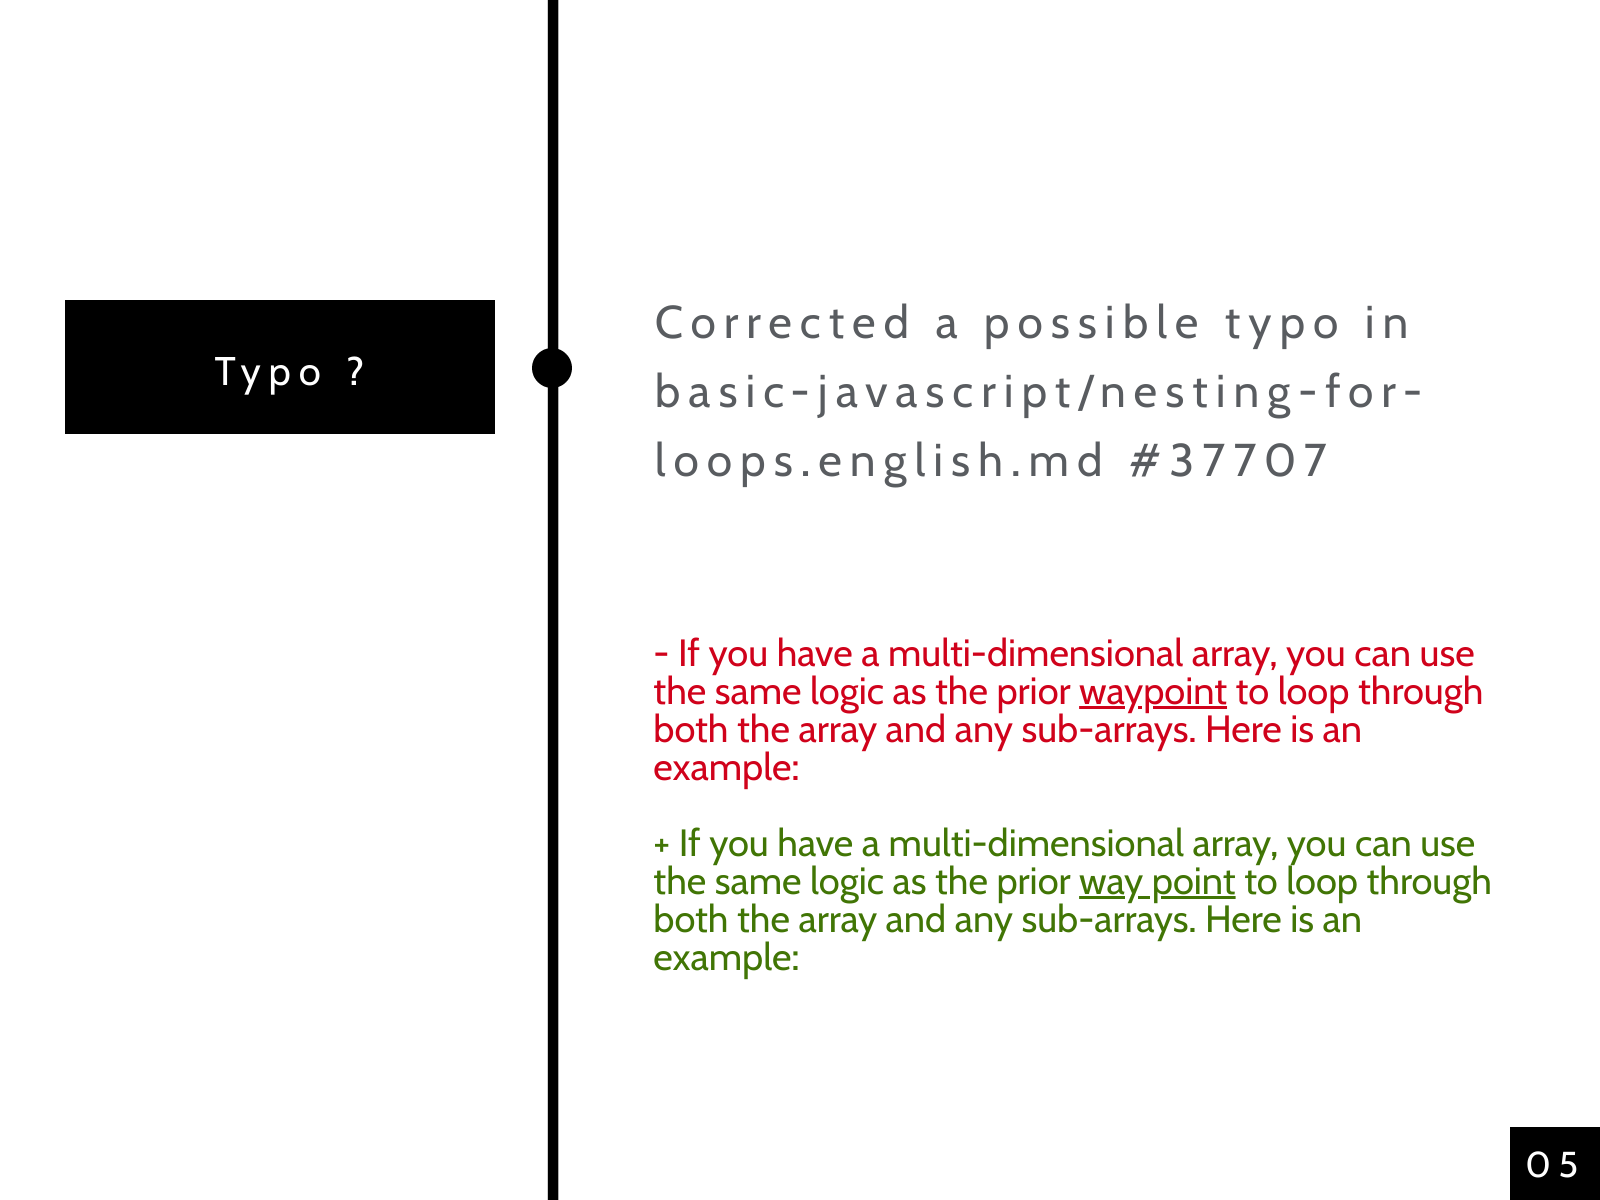 Typo ?
Corrected a possible typo in
basic-javascript/nesting-for-
loops.english.md #37707
- If you have a multi-dimensional array, you can use
the same logic as the prior waypoint to loop through
both the array and any sub-arrays. Here is an
example:
+ If you have a multi-dimensional array, you can use
the same logic as the prior way point to loop through
both the array and any sub-arrays. Here is an
example:
05